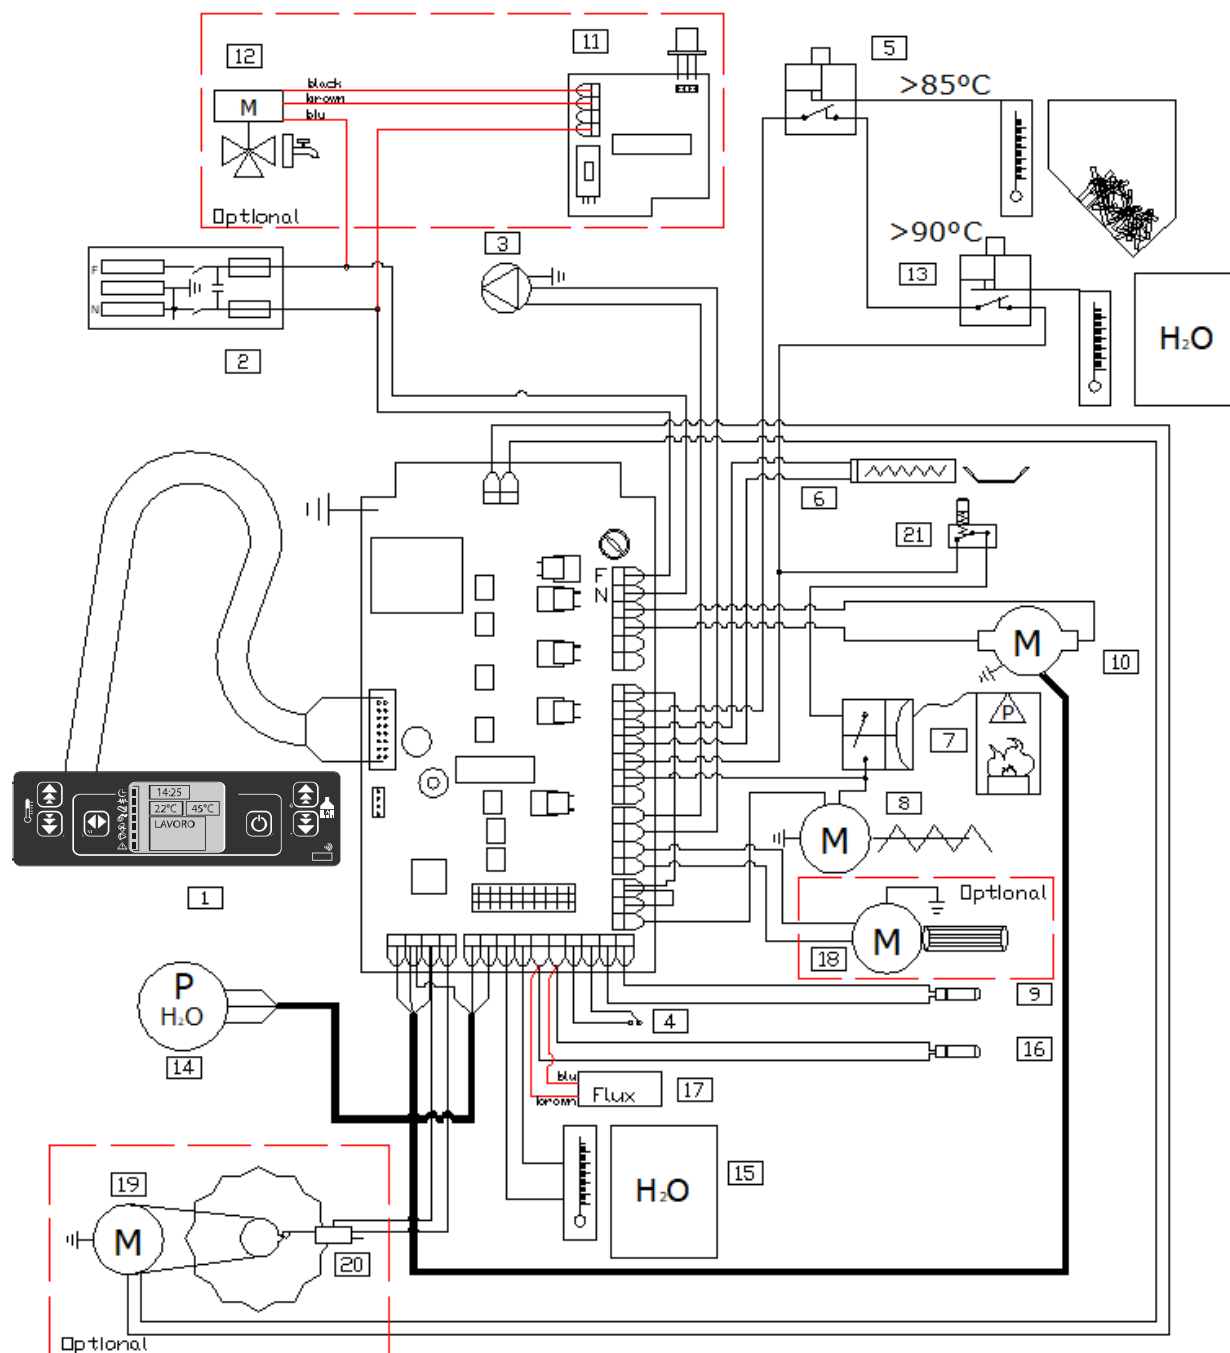 12
11
5
black
brown
blu
M
>85ºC
Optional
3
>90ºC
13
F
N
2
H₂O
6
21
F
N
M
10
P
7
8
M
14:25
22°C
45°C
LAVORO
1
Optional
M
18
9
P
H₂O
14
4
16
blu
brown
Flux
17
19
M
20
H₂O
15
Optional